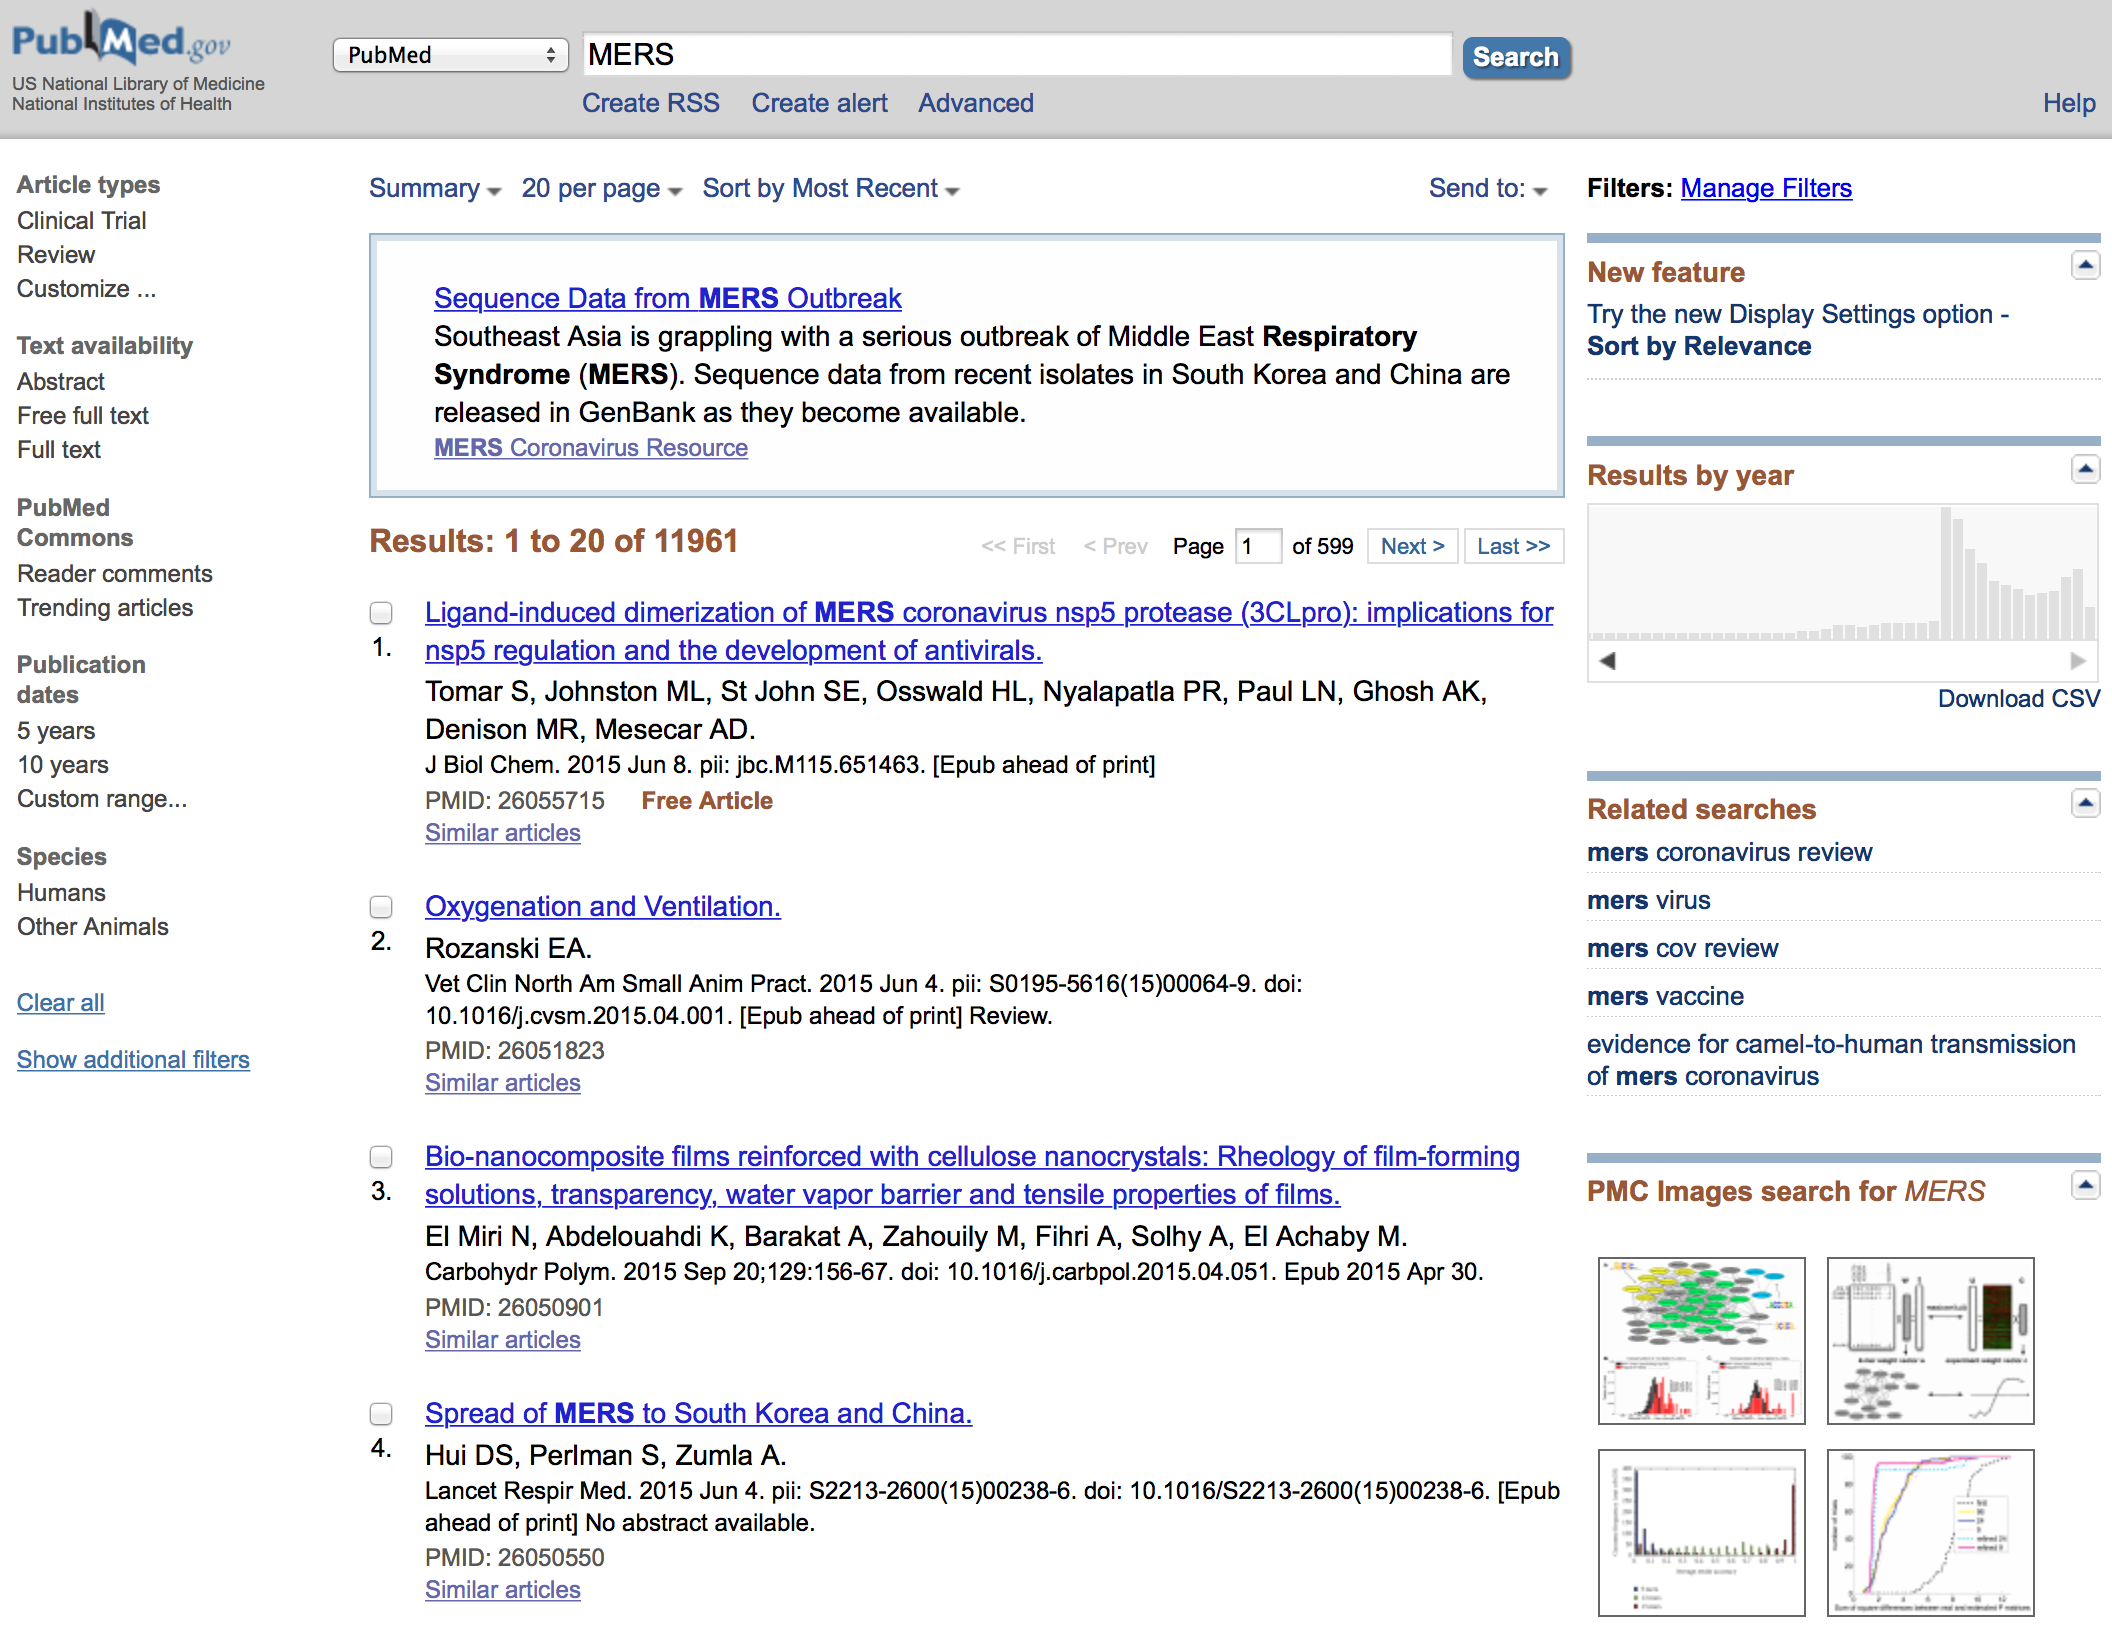 PubMed.gov
US National Library of Medicine
National Institutes of Health
PubMed
MERS
Search
Create RSS
Create alert
Advanced
Help
Article types
Clinical Trial
Review
Customize ...
Text availability
Abstract
Free full text
Full text
PubMed
Commons
Reader comments
Trending articles
Publication
dates
5 years
10 years
Custom range...
Species
Humans
Other Animals
Clear all
Show additional filters
Summary
20 per page
Sort by Most Recent
Send to:
Sequence Data from MERS Outbreak
Southeast Asia is grappling with a serious outbreak of Middle East Respiratory
Syndrome (MERS). Sequence data from recent isolates in South Korea and China are
released in GenBank as they become available.
MERS Coronavirus Resource
Results: 1 to 20 of 11961
<< First
< Prev
Page 1 of 599
Next >
Last >>
1.
Ligand-induced dimerization of MERS coronavirus nsp5 protease (3CLpro): implications for
nsp5 regulation and the development of antivirals.
Tomar S, Johnston ML, St John SE, Osswald HL, Nyalapatla PR, Paul LN, Ghosh AK,
Denison MR, Mesecar AD.
J Biol Chem. 2015 Jun 8. pii: jbc.M115.651463. [Epub ahead of print]
PMID: 26055715 Free Article
Similar articles
2.
Oxygenation and Ventilation.
Rozanski EA.
Vet Clin North Am Small Anim Pract. 2015 Jun 4. pii: S0195-5616(15)00064-9. doi:
10.1016/j.cvsm.2015.04.001. [Epub ahead of print] Review.
PMID: 26051823
Similar articles
3.
Bio-nanocomposite films reinforced with cellulose nanocrystals: Rheology of film-forming
solutions, transparency, water vapor barrier and tensile properties of films.
El Miri N, Abdelouahdi K, Barakat A, Zahouily M, Fihri A, Solhy A, El Achaby M.
Carbohydr Polym. 2015 Sep 20;129:156-67. doi: 10.1016/j.carbpol.2015.04.051. Epub 2015 Apr 30.
PMID: 26050901
Similar articles
4.
Spread of MERS to South Korea and China.
Hui DS, Perlman S, Zumla A.
Lancet Respir Med. 2015 Jun 4. pii: S2213-2600(15)00238-6. doi: 10.1016/S2213-2600(15)00238-6. [Epub
ahead of print] No abstract available.
PMID: 26050550
Similar articles
Filters: Manage Filters
New feature
Try the new Display Settings option -
Sort by Relevance
Results by year
Download CSV
Related searches
mers coronavirus review
mers virus
mers cov review
mers vaccine
evidence for camel-to-human transmission
of mers coronavirus
PMC Images search for MERS